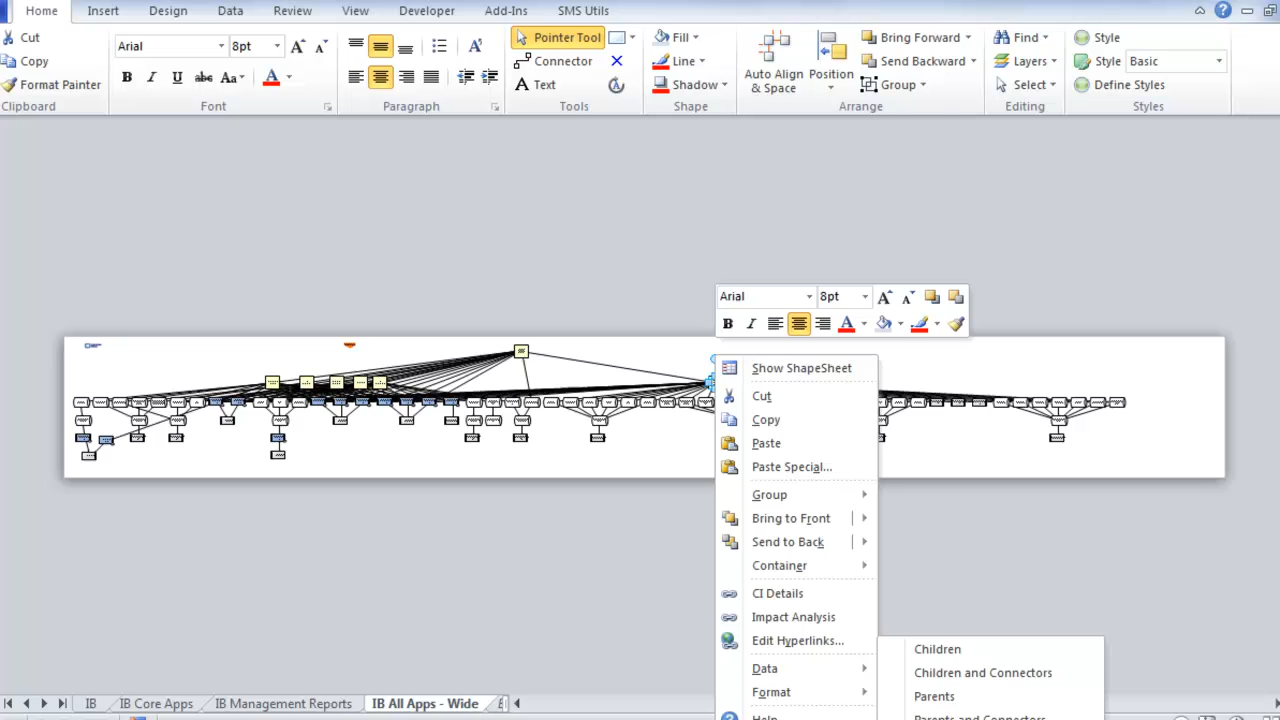 Home Insert Design Data Review View Developer Add-Ins SMS Utils
Cut
Copy
Format Painter
Clipboard
Arial 8pt
Font
Paragraph
Pointer Tool
Connector
Text
Tools
Fill
Line
Shadow
Shape
Auto Align
& Space
Position
Bring Forward
Send Backward
Group
Arrange
Find
Layers
Select
Editing
Style
Style Basic
Define Styles
Styles
Arial 8pt
Show ShapeSheet
Cut
Copy
Paste
Paste Special...
Group
Bring to Front
Send to Back
Container
CI Details
Impact Analysis
Edit Hyperlinks...
Data
Format
Help
Children
Children and Connectors
Parents
Parents and Connectors
IB IB Core Apps IB Management Reports IB All Apps - Wide